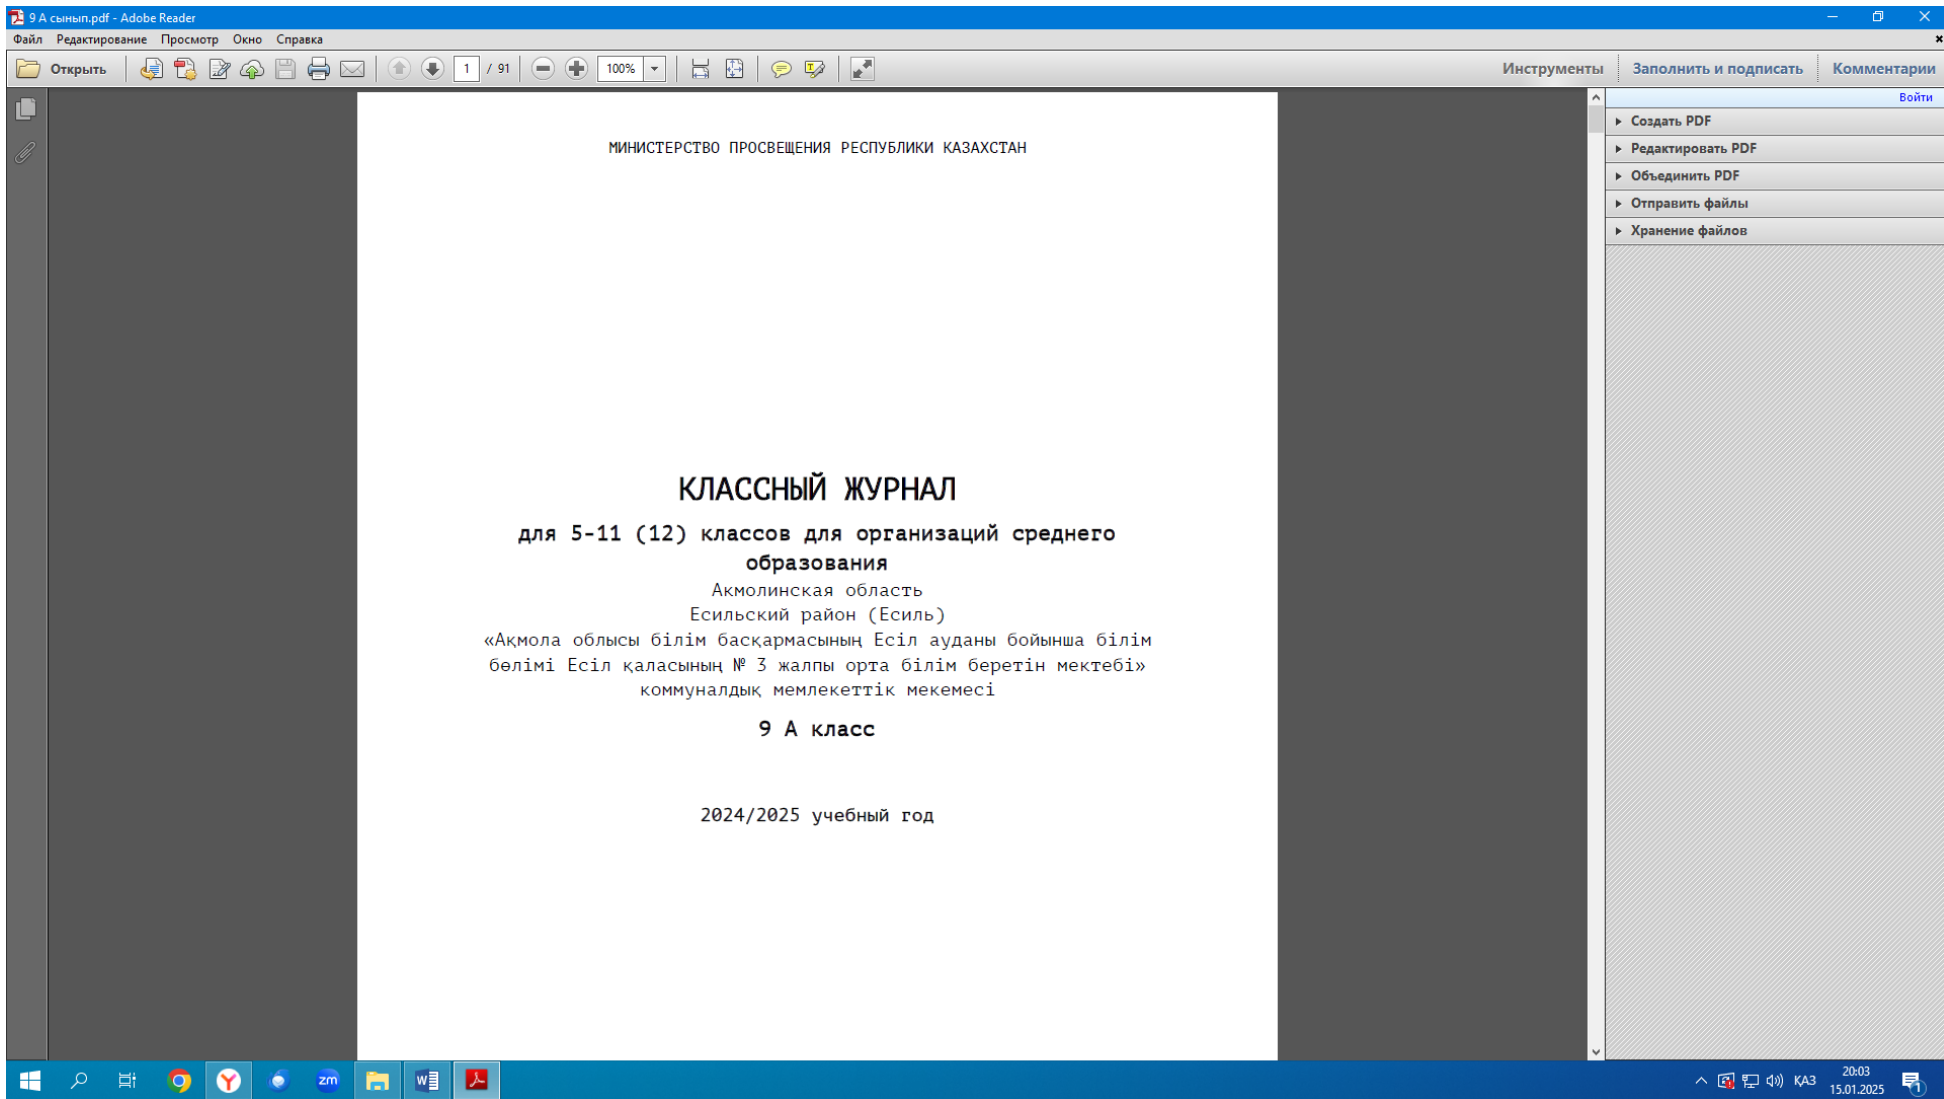 9 А сынып.pdf - Adobe Reader
Файл Редактирование Просмотр Окно Справка
Открыть 1 / 91 100% Инструменты Заполнить и подписать Комментарии
Войти
Создать PDF
Редактировать PDF
Объединить PDF
Отправить файлы
Хранение файлов
МИНИСТЕРСТВО ПРОСВЕЩЕНИЯ РЕСПУБЛИКИ КАЗАХСТАН
КЛАССНЫЙ ЖУРНАЛ
для 5-11 (12) классов для организаций среднего
образования
Акмолинская область
Есильский район (Есиль)
«Ақмола облысы білім басқармасының Есіл ауданы бойынша білім
бөлімі Есіл қаласының № 3 жалпы орта білім беретін мектебі»
коммуналдық мемлекеттік мекемесі
9 А класс
2024/2025 учебный год
zm
ҚАЗ
20:03
15.01.2025
1